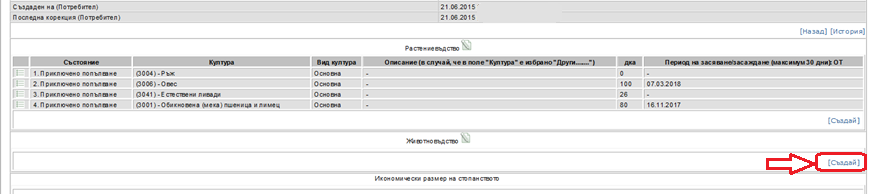 Създаден на (Потребител) 21.06.2015
Последна корекция (Потребител) 21.06.2015
[Назад] [История]
Растениевъдство
Състояние Култура Вид култура Описание (в случай, че в поле "Култура" е избрано "Други........") дка Период на засяване/засаждане (максимум 30 дни): ОТ
1. Приключено попълване (3004) - Ръж Основна - 0 -
2. Приключено попълване (3006) - Овес Основна - 100 07.03.2018
3. Приключено попълване (3041) - Естествени ливади Основна - 26 -
4. Приключено попълване (3001) - Обикновена (мека) пшеница и лимец Основна - 80 16.11.2017
[Създай]
Животновъдство
[Създай]
Икономически размер на стопанството